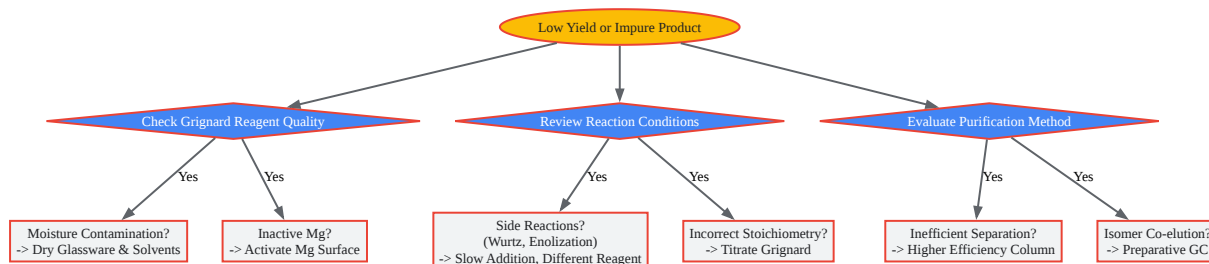 Low Yield or Impure Product
Check Grignard Reagent Quality
Review Reaction Conditions
Evaluate Purification Method
Yes
Yes
Yes
Yes
Yes
Yes
Moisture Contamination?
-> Dry Glassware & Solvents
Inactive Mg?
-> Activate Mg Surface
Side Reactions?
(Wurtz, Enolization)
-> Slow Addition, Different Reagent
Incorrect Stoichiometry?
-> Titrate Grignard
Inefficient Separation?
-> Higher Efficiency Column
Isomer Co-elution?
-> Preparative GC